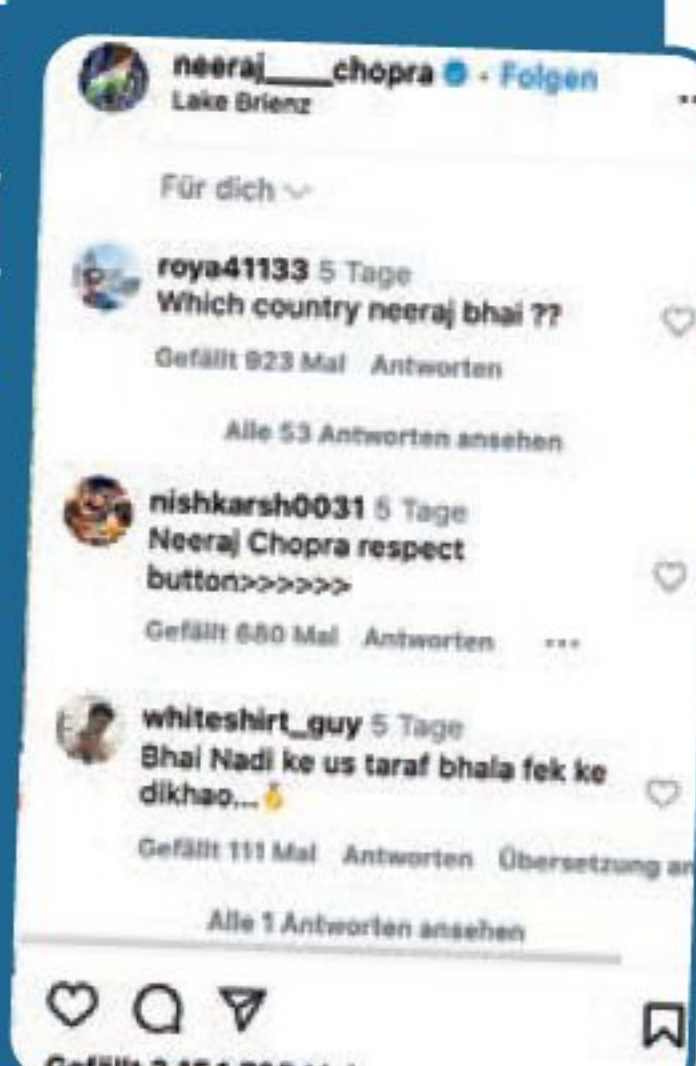 neeraj____chopra · Folgen
Lake Brienz
Für dich
roya41133 5 Tage
Which country neeraj bhai ??
Gefällt 923 Mal Antworten
Alle 53 Antworten ansehen
nishkarsh0031 5 Tage
Neeraj Chopra respect
button>>>>>>
Gefällt 680 Mal Antworten
whiteshirt_guy 5 Tage
Bhai Nadi ke us taraf bhala fek ke
dikhao...🥇
Gefällt 111 Mal Antworten Übersetzung an
Alle 1 Antworten ansehen
Gefällt